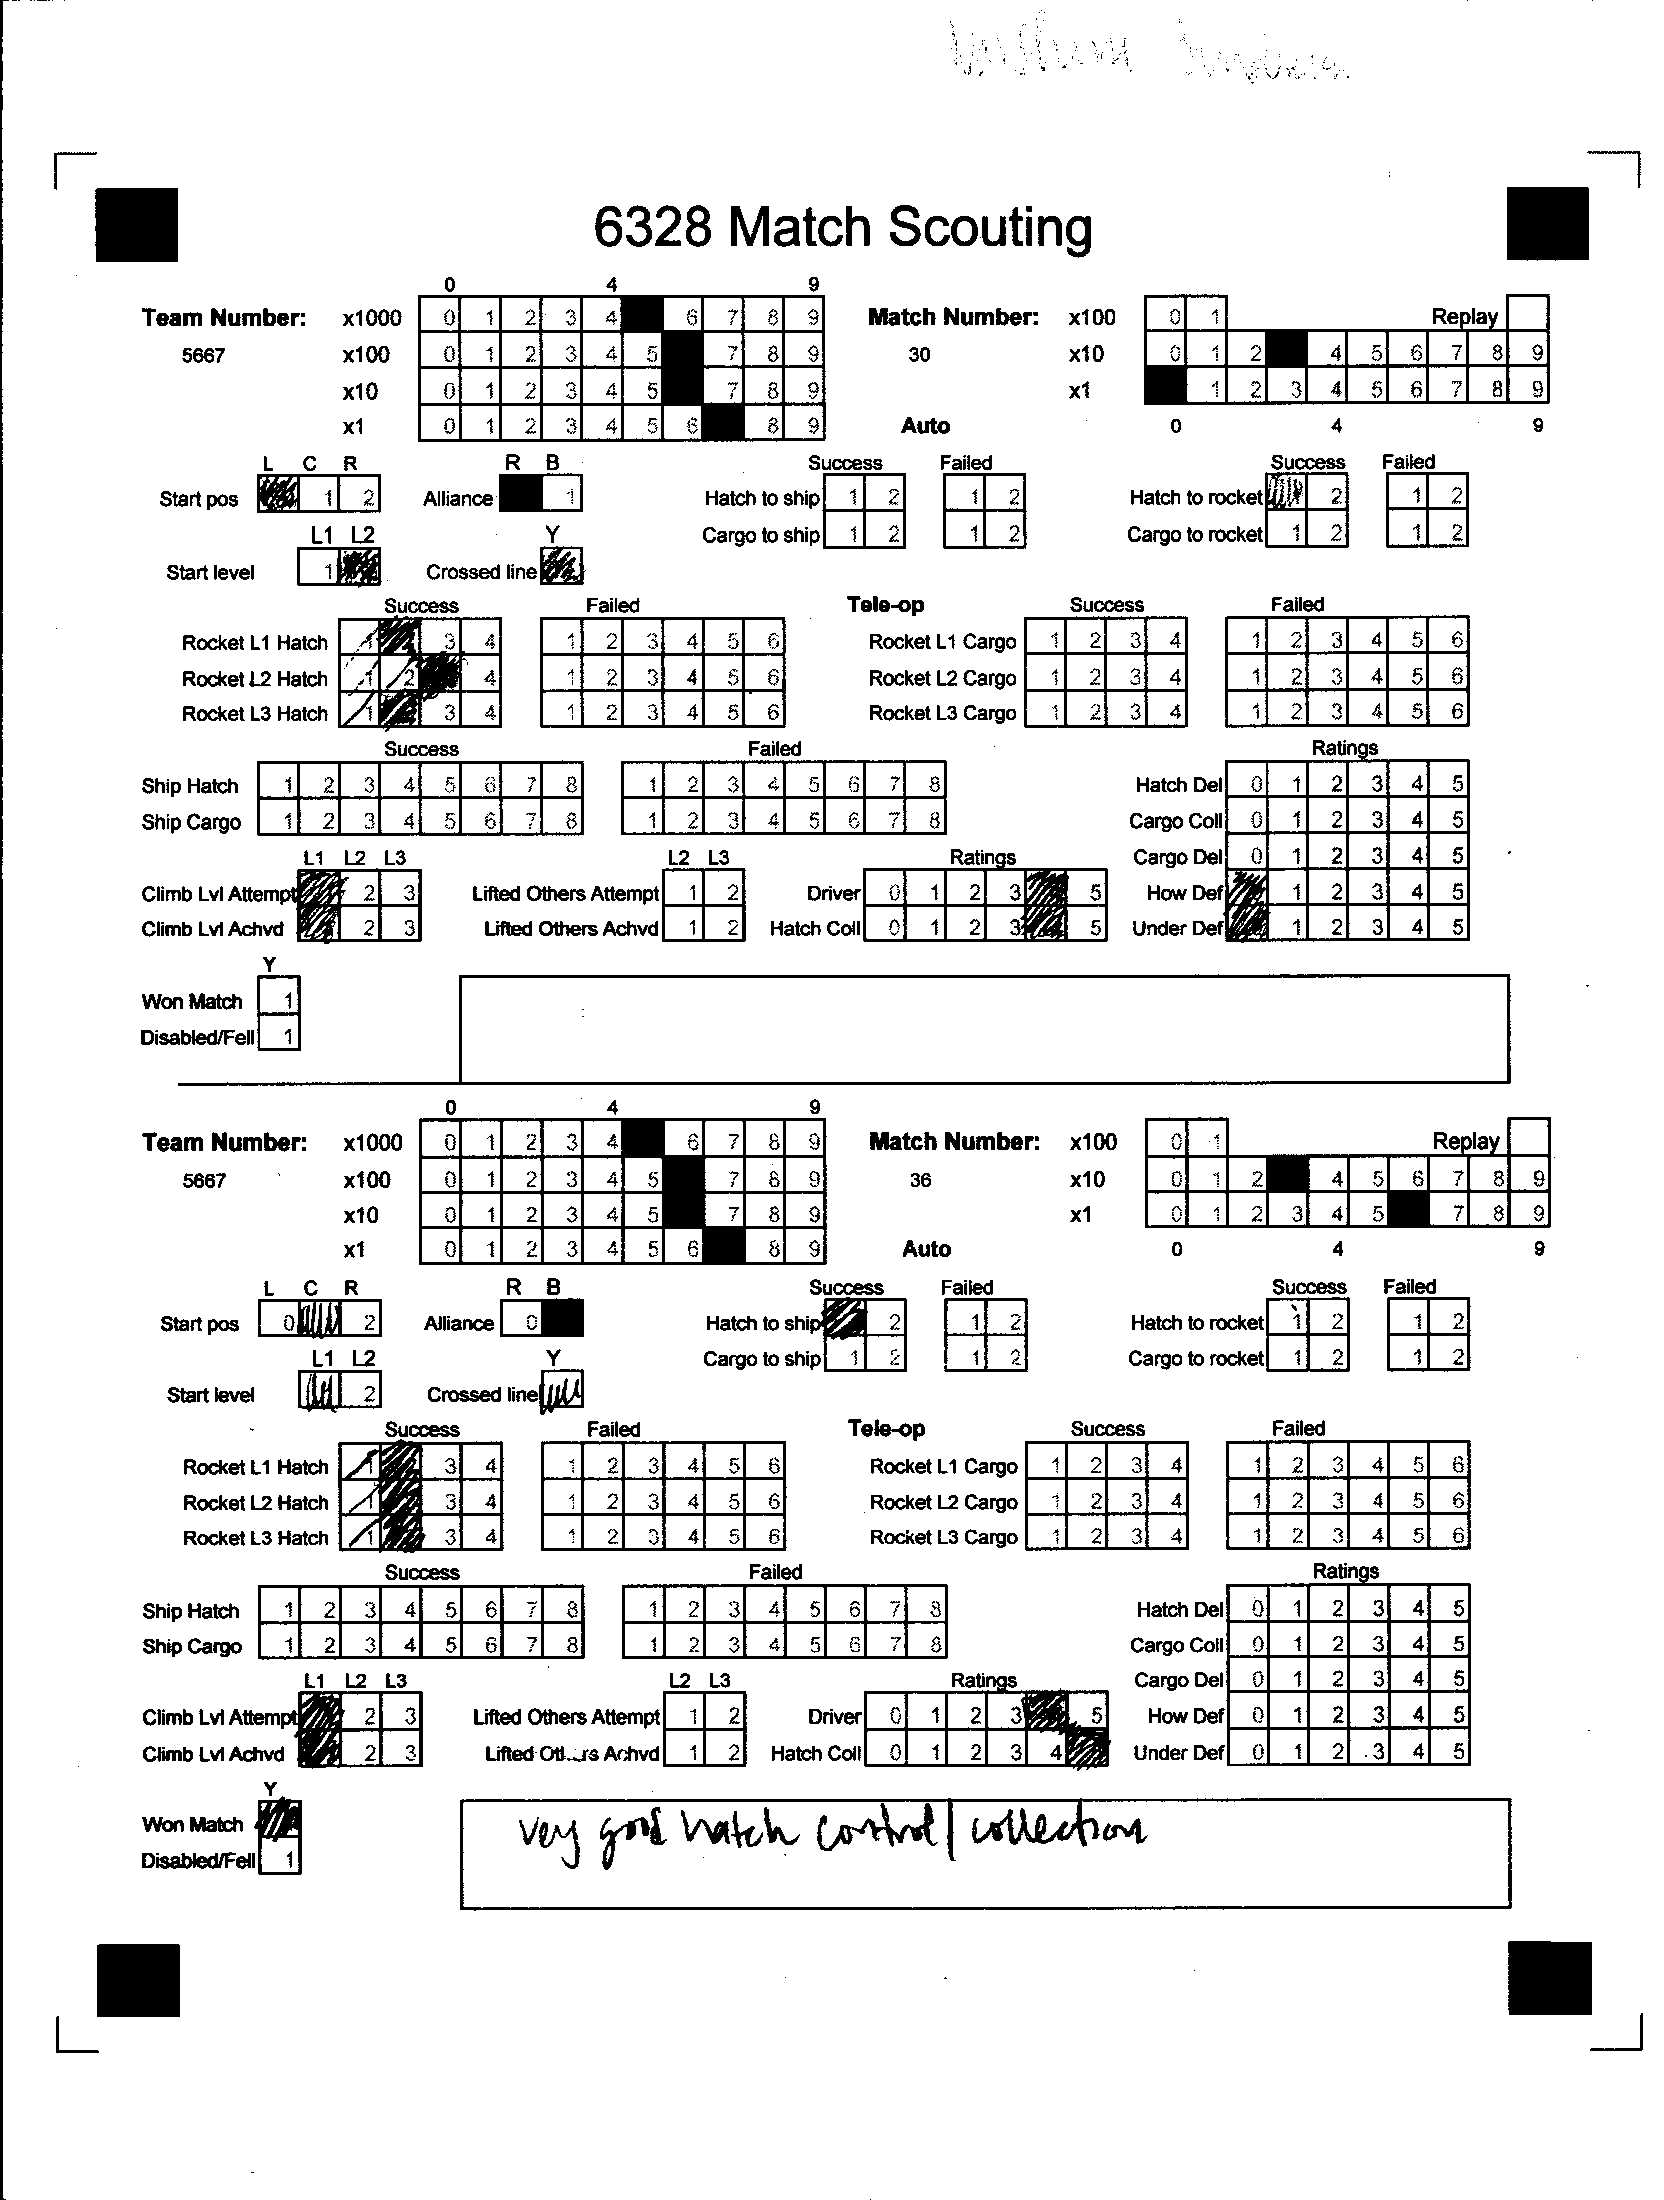 6328 Match Scouting
0 4 9
Team Number: x1000 0 1 2 3 4 6 7 8 9 Match Number: x100 0 1 Replay
5667 x100 0 1 2 3 4 5 7 8 9 30 x10 0 1 2 4 5 6 7 8 9
x10 0 1 2 3 4 5 7 8 9 x1 1 2 3 4 5 6 7 8 9
x1 0 1 2 3 4 5 6 8 9 Auto 0 4 9
L C R R B Success Failed Success Failed
Start pos 1 2 Alliance 1 Hatch to ship 1 2 1 2 Hatch to rocket 2 1 2
L1 L2 Y Cargo to ship 1 2 1 2 Cargo to rocket 1 2 1 2
Start level 1 Crossed line
Success Failed Tele-op Success Failed
Rocket L1 Hatch 1 3 4 1 2 3 4 5 6 Rocket L1 Cargo 1 2 3 4 1 2 3 4 5 6
Rocket L2 Hatch 1 2 4 1 2 3 4 5 6 Rocket L2 Cargo 1 2 3 4 1 2 3 4 5 6
Rocket L3 Hatch 1 3 4 1 2 3 4 5 6 Rocket L3 Cargo 1 2 3 4 1 2 3 4 5 6
Success Failed Ratings
Ship Hatch 1 2 3 4 5 6 7 8 1 2 3 4 5 6 7 8 Hatch Del 0 1 2 3 4 5
Ship Cargo 1 2 3 4 5 6 7 8 1 2 3 4 5 6 7 8 Cargo Coll 0 1 2 3 4 5
L1 L2 L3 L2 L3 Ratings Cargo Del 0 1 2 3 4 5
Climb Lvl Attempt 2 3 Lifted Others Attempt 1 2 Driver 0 1 2 3 5 How Def 1 2 3 4 5
Climb Lvl Achvd 2 3 Lifted Others Achvd 1 2 Hatch Coll 0 1 2 3 5 Under Def 1 2 3 4 5
Y
Won Match 1
Disabled/Fell 1
0 4 9
Team Number: x1000 0 1 2 3 4 6 7 8 9 Match Number: x100 0 1 Replay
5667 x100 0 1 2 3 4 5 7 8 9 36 x10 0 1 2 4 5 6 7 8 9
x10 0 1 2 3 4 5 7 8 9 x1 0 1 2 3 4 5 7 8 9
x1 0 1 2 3 4 5 6 8 9 Auto 0 4 9
L C R R B Success Failed Success Failed
Start pos 0 2 Alliance 0 Hatch to ship 2 1 2 Hatch to rocket 1 2 1 2
L1 L2 Y Cargo to ship 1 2 1 2 Cargo to rocket 1 2 1 2
Start level 2 Crossed line
Success Failed Tele-op Success Failed
Rocket L1 Hatch 1 3 4 1 2 3 4 5 6 Rocket L1 Cargo 1 2 3 4 1 2 3 4 5 6
Rocket L2 Hatch 1 3 4 1 2 3 4 5 6 Rocket L2 Cargo 1 2 3 4 1 2 3 4 5 6
Rocket L3 Hatch 1 3 4 1 2 3 4 5 6 Rocket L3 Cargo 1 2 3 4 1 2 3 4 5 6
Success Failed Ratings
Ship Hatch 1 2 3 4 5 6 7 8 1 2 3 4 5 6 7 8 Hatch Del 0 1 2 3 4 5
Ship Cargo 1 2 3 4 5 6 7 8 1 2 3 4 5 6 7 8 Cargo Coll 0 1 2 3 4 5
L1 L2 L3 L2 L3 Ratings Cargo Del 0 1 2 3 4 5
Climb Lvl Attempt 2 3 Lifted Others Attempt 1 2 Driver 0 1 2 3 5 How Def 0 1 2 3 4 5
Climb Lvl Achvd 2 3 Lifted Others Achvd 1 2 Hatch Coll 0 1 2 3 4 Under Def 0 1 2 3 4 5
Y
Won Match
Disabled/Fell 1
very good hatch control/collection